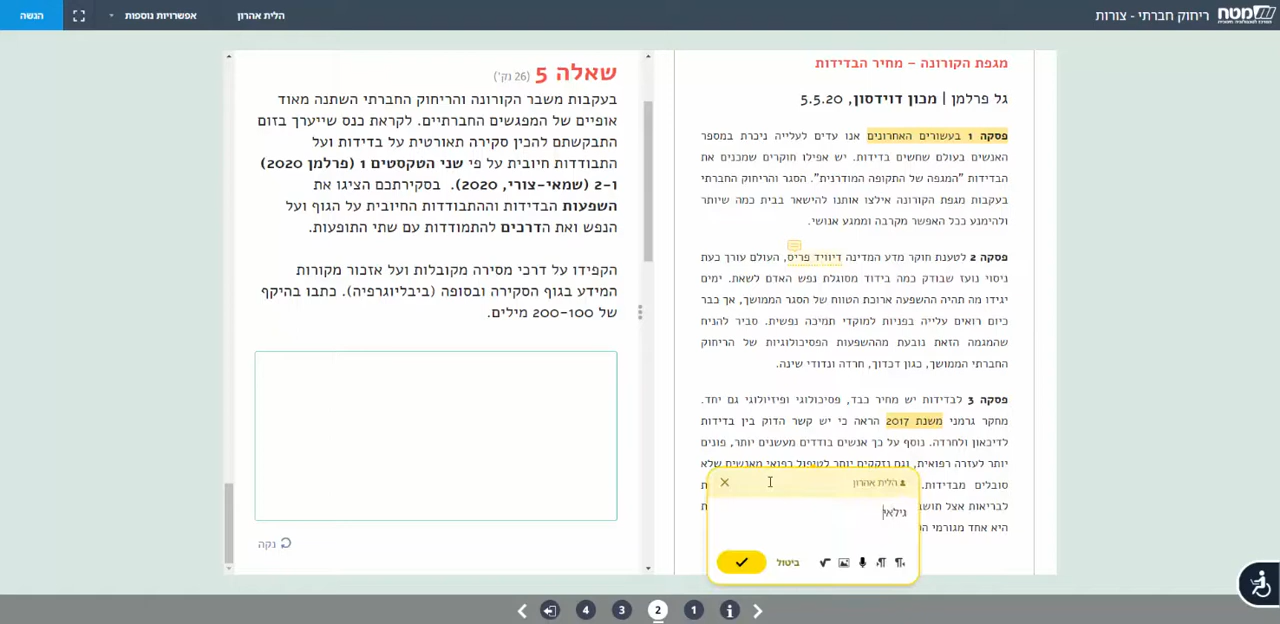 מטח
ריחוק חברתי - צורות
הלית אהרון
אפשרויות נוספות
הגשה
מגפת הקורונה – מחיר הבדידות
גל פרלמן | מכון דוידסון, 5.5.20
פסקה 1 בעשורים האחרונים אנו עדים לעלייה ניכרת במספר
האנשים בעולם שחשים בדידות. יש אפילו חוקרים שמכנים את
הבדידות "המגפה של התקופה המודרנית". הסגר והריחוק החברתי
בעקבות מגפת הקורונה אילצו אותנו להישאר בבית כמה שיותר
ולהימנע ככל האפשר מקרבה וממגע אנושי.
פסקה 2 לטענת חוקר מדע המדינה דיוויד פריס, העולם עורך כעת
ניסוי נועז שבודק כמה בידוד מסוגלת נפש האדם לשאת. ימים
יגידו מה תהיה ההשפעה ארוכת הטווח של הסגר הממושך, אך כבר
כיום רואים עלייה בפניות למוקדי תמיכה נפשית. סביר להניח
שהמגמה הזאת נובעת מההשפעות הפסיכולוגיות של הריחוק
החברתי הממושך, כגון דכדוך, חרדה ונדודי שינה.
פסקה 3 לבדידות יש מחיר כבד, פסיכולוגי ופיזיולוגי גם יחד.
מחקר גרמני משנת 2017 הראה כי יש קשר הדוק בין בדידות
לדיכאון ולחרדה. נוסף על כך אנשים בודדים מעשנים יותר, פונים
יותר לעזרה רפואית, וגם נזקקים יותר לטיפול רפואי מאנשים שלא
סובלים מבדידות.
לבריאות אצל תושב
היא אחד מגורמי
הלית אהרון
גילאי
ביטול
שאלה 5 (26 נק')
בעקבות משבר הקורונה והריחוק החברתי השתנה מאוד
אופיים של המפגשים החברתיים. לקראת כנס שייערך בזום
התבקשתם להכין סקירה תאורטית על בדידות ועל
התבודדות חיובית על פי שני הטקסטים 1 (פרלמן 2020)
ו-2 (שמאי-צורי, 2020). בסקירתכם הציגו את
השפעות הבדידות וההתבודדות החיובית על הגוף ועל
הנפש ואת הדרכים להתמודדות עם שתי התופעות.
הקפידו על דרכי מסירה מקובלות ועל אזכור מקורות
המידע בגוף הסקירה ובסופה (ביבליוגרפיה). כתבו בהיקף
של 200-100 מילים.
נקה
4 3 2 1